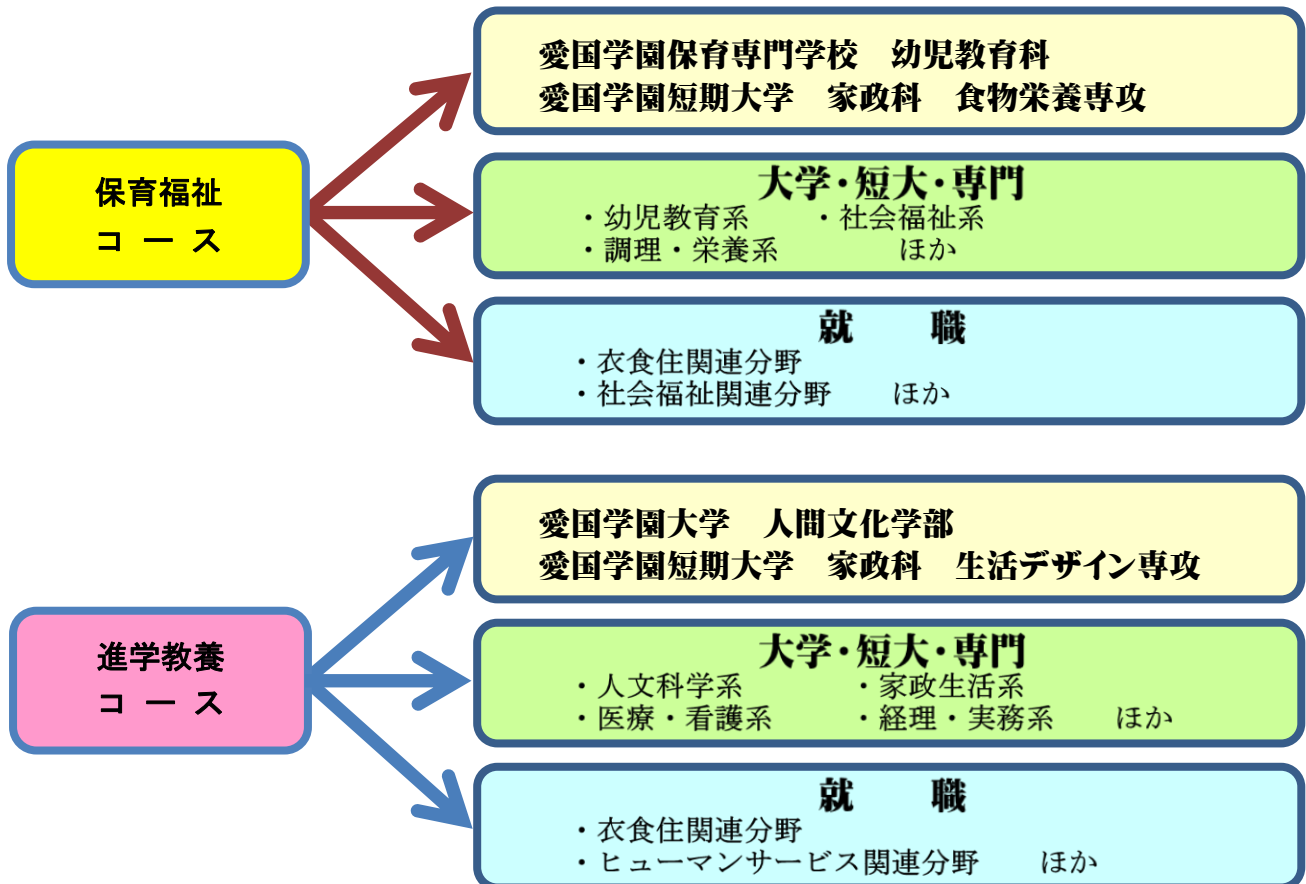 保育福祉
コース
愛国学園保育専門学校　幼児教育科
愛国学園短期大学　家政科　食物栄養専攻
大学・短大・専門
・幼児教育系　　・社会福祉系
・調理・栄養系　　　　ほか
就　　職
・衣食住関連分野
・社会福祉関連分野　　ほか
進学教養
コース
愛国学園大学　人間文化学部
愛国学園短期大学　家政科　生活デザイン専攻
大学・短大・専門
・人文科学系　　　・家政生活系
・医療・看護系　　・経理・実務系　　ほか
就　　職
・衣食住関連分野
・ヒューマンサービス関連分野　　ほか